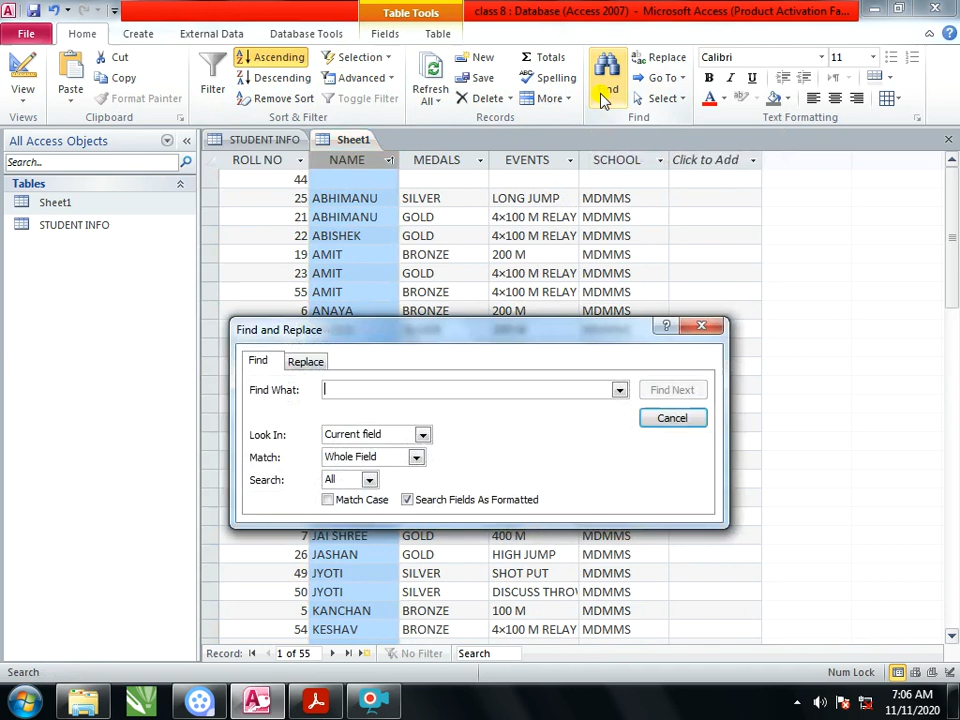 Table Tools
class 8 : Database (Access 2007) - Microsoft Access (Product Activation Fa...
File Home Create External Data Database Tools Fields Table
View
Views
Paste
Cut
Copy
Format Painter
Clipboard
Filter
Ascending
Descending
Remove Sort
Selection
Advanced
Toggle Filter
Sort & Filter
Refresh All
New
Save
Delete
Totals
Spelling
More
Records
Replace
Go To
Select
Find
Calibri 11
B I U
A
Text Formatting
All Access Objects
Search...
Tables
Sheet1
STUDENT INFO
STUDENT INFO Sheet1
ROLL NO NAME MEDALS EVENTS SCHOOL Click to Add
44
25 ABHIMANU SILVER LONG JUMP MDMMS
21 ABHIMANU GOLD 4×100 M RELAY MDMMS
22 ABISHEK GOLD 4×100 M RELAY MDMMS
19 AMIT BRONZE 200 M MDMMS
23 AMIT GOLD 4×100 M RELAY MDMMS
55 AMIT BRONZE 4×100 M RELAY MDMMS
6 ANAYA BRONZE 200 M MDMMS
Find and Replace
Find Replace
Find What:
Find Next
Cancel
Look In: Current field
Match: Whole Field
Search: All
Match Case Search Fields As Formatted
7 JAI SHREE GOLD 400 M MDMMS
26 JASHAN GOLD HIGH JUMP MDMMS
49 JYOTI SILVER SHOT PUT MDMMS
50 JYOTI SILVER DISCUSS THROW MDMMS
5 KANCHAN BRONZE 100 M MDMMS
54 KESHAV BRONZE 4×100 M RELAY MDMMS
Record: 1 of 55 No Filter Search
Search
Num Lock
7:06 AM
11/11/2020